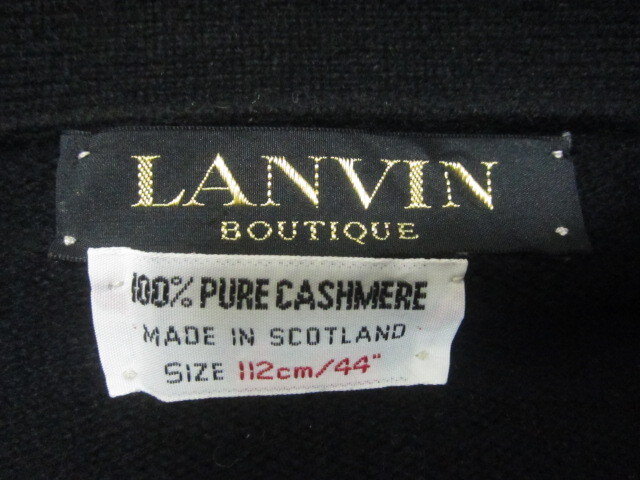 LANVIN
BOUTIQUE
100% PURE CASHMERE
MADE IN SCOTLAND
SIZE 112cm/44"